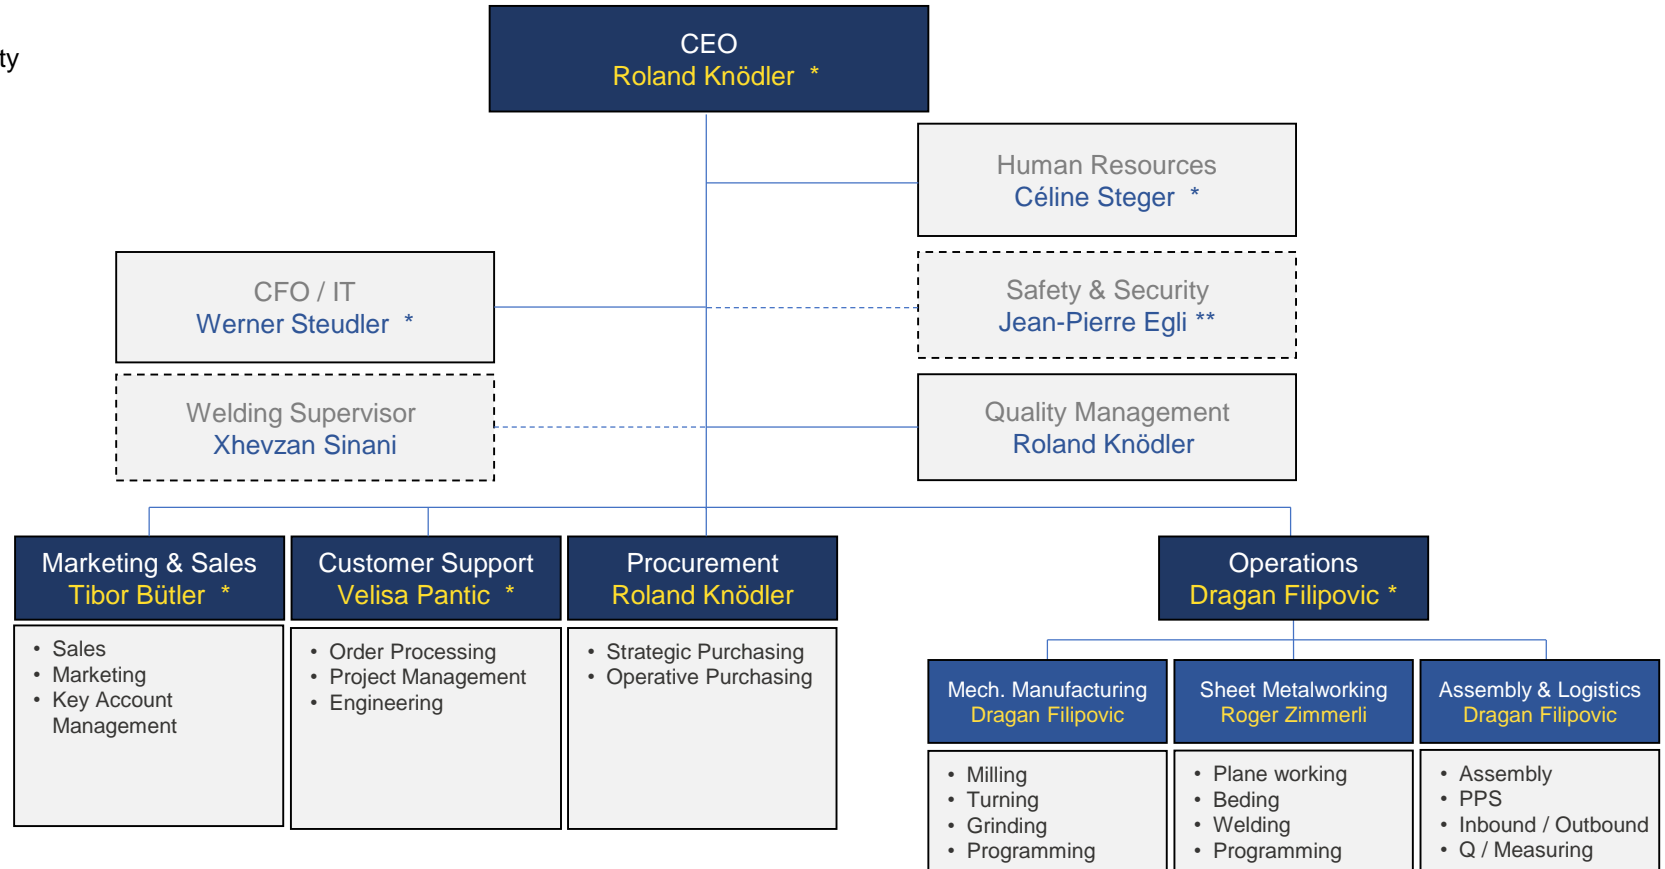 ty
CEO
Roland Knödler *
Human Resources
Céline Steger *
CFO / IT
Werner Steudler *
Safety & Security
Jean-Pierre Egli **
Welding Supervisor
Xhevzan Sinani
Quality Management
Roland Knödler
Marketing & Sales
Tibor Bütler *
• Sales
• Marketing
• Key Account
Management
Customer Support
Velisa Pantic *
• Order Processing
• Project Management
• Engineering
Procurement
Roland Knödler
• Strategic Purchasing
• Operative Purchasing
Operations
Dragan Filipovic *
Mech. Manufacturing
Dragan Filipovic
• Milling
• Turning
• Grinding
• Programming
Sheet Metalworking
Roger Zimmerli
• Plane working
• Beding
• Welding
• Programming
Assembly & Logistics
Dragan Filipovic
• Assembly
• PPS
• Inbound / Outbound
• Q / Measuring